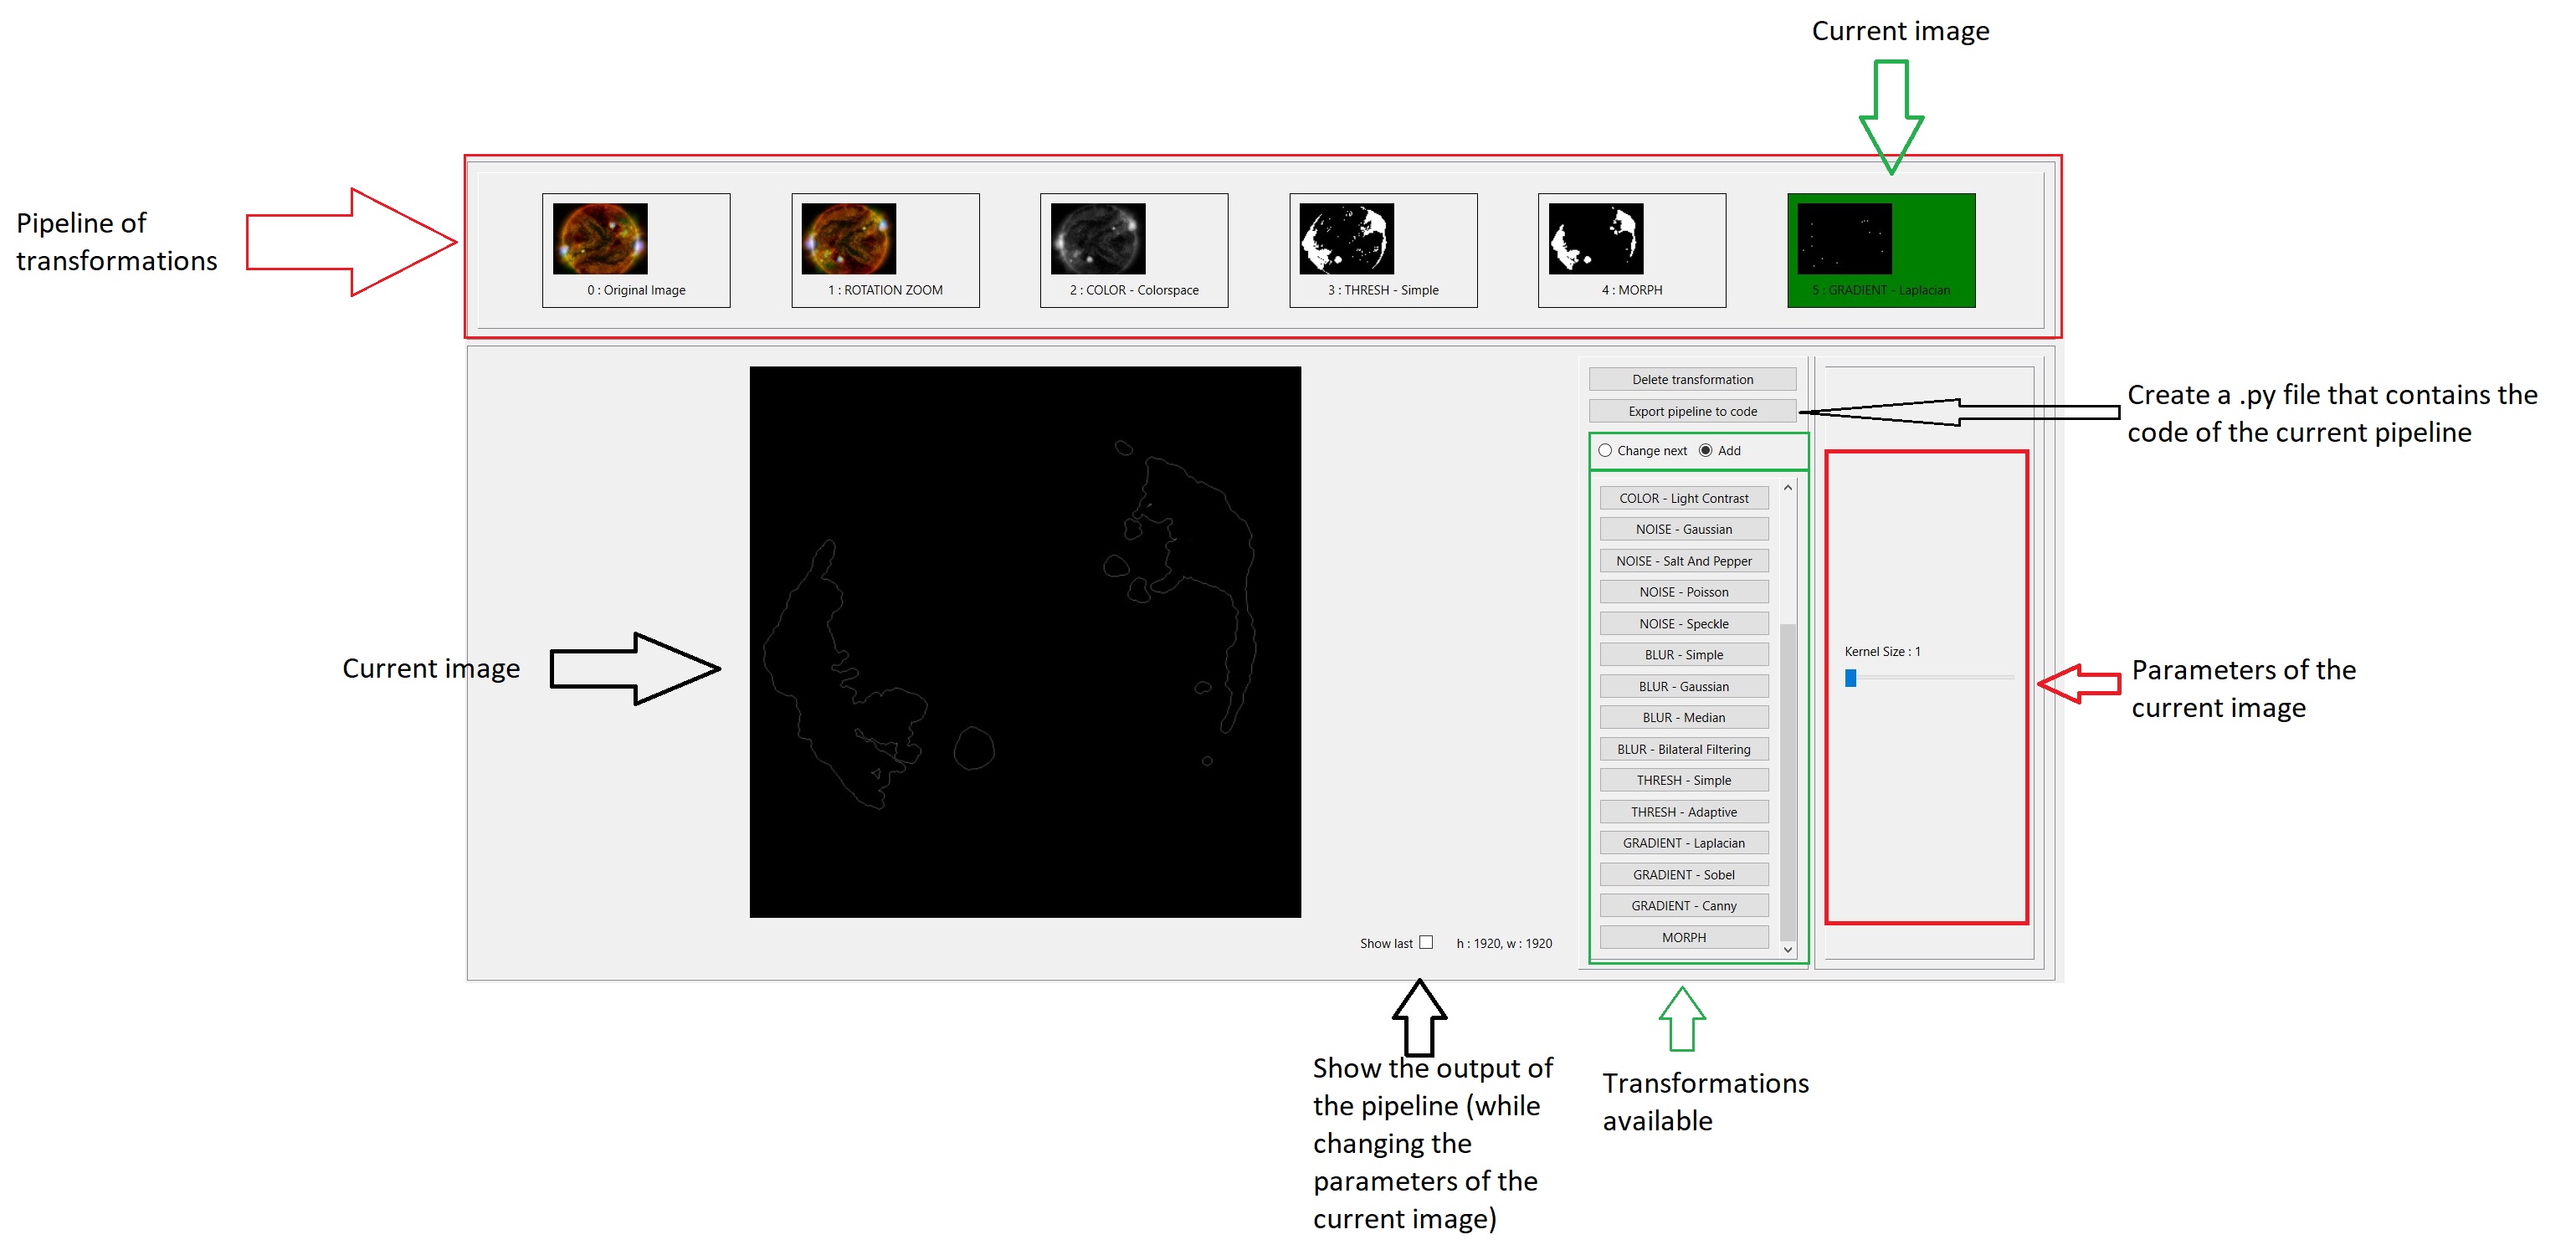 Current image
Pipeline of
transformations
0 : Original Image
1 : ROTATION ZOOM
2 : COLOR - Colorspace
3 : THRESH - Simple
4 : MORPH
5 : GRADIENT - Laplacian
Delete transformation
Export pipeline to code
Create a .py file that contains the
code of the current pipeline
Change next
Add
COLOR - Light Contrast
NOISE - Gaussian
NOISE - Salt And Pepper
NOISE - Poisson
NOISE - Speckle
BLUR - Simple
BLUR - Gaussian
BLUR - Median
BLUR - Bilateral Filtering
THRESH - Simple
THRESH - Adaptive
GRADIENT - Laplacian
GRADIENT - Sobel
GRADIENT - Canny
MORPH
Kernel Size : 1
Parameters of the
current image
Current image
Show last
h : 1920, w : 1920
Show the output of
the pipeline (while
changing the
parameters of the
current image)
Transformations
available